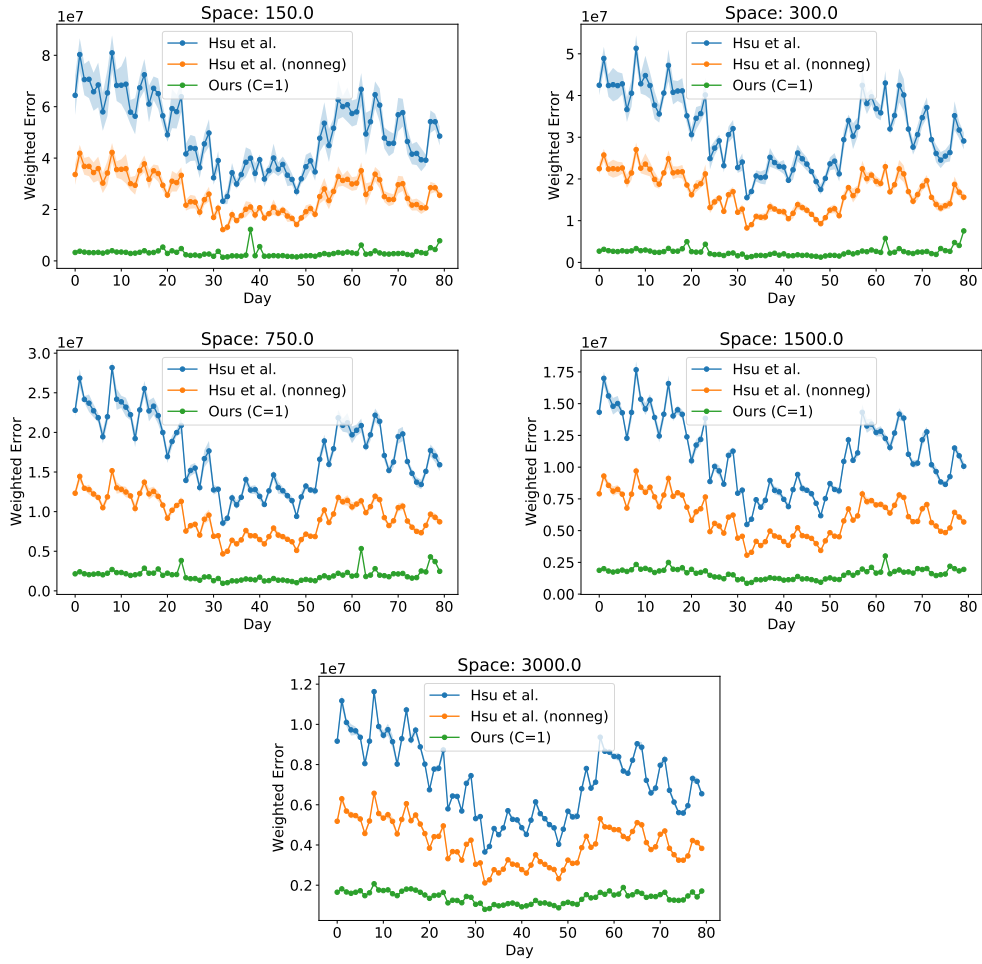 Space: 150.0
1e7
Weighted Error
8
6
4
2
0
Hsu et al.
Hsu et al. (nonneg)
Ours (C=1)
0 10 20 30 40 50 60 70 80
Day
Space: 300.0
1e7
Weighted Error
5
4
3
2
1
0
Hsu et al.
Hsu et al. (nonneg)
Ours (C=1)
0 10 20 30 40 50 60 70 80
Day
Space: 750.0
1e7
Weighted Error
3.0
2.5
2.0
1.5
1.0
0.5
0.0
Hsu et al.
Hsu et al. (nonneg)
Ours (C=1)
0 10 20 30 40 50 60 70 80
Day
Space: 1500.0
1e7
Weighted Error
1.75
1.50
1.25
1.00
0.75
0.50
0.25
0.00
Hsu et al.
Hsu et al. (nonneg)
Ours (C=1)
0 10 20 30 40 50 60 70 80
Day
Space: 3000.0
1e7
Weighted Error
1.2
1.0
0.8
0.6
0.4
0.2
Hsu et al.
Hsu et al. (nonneg)
Ours (C=1)
0 10 20 30 40 50 60 70 80
Day